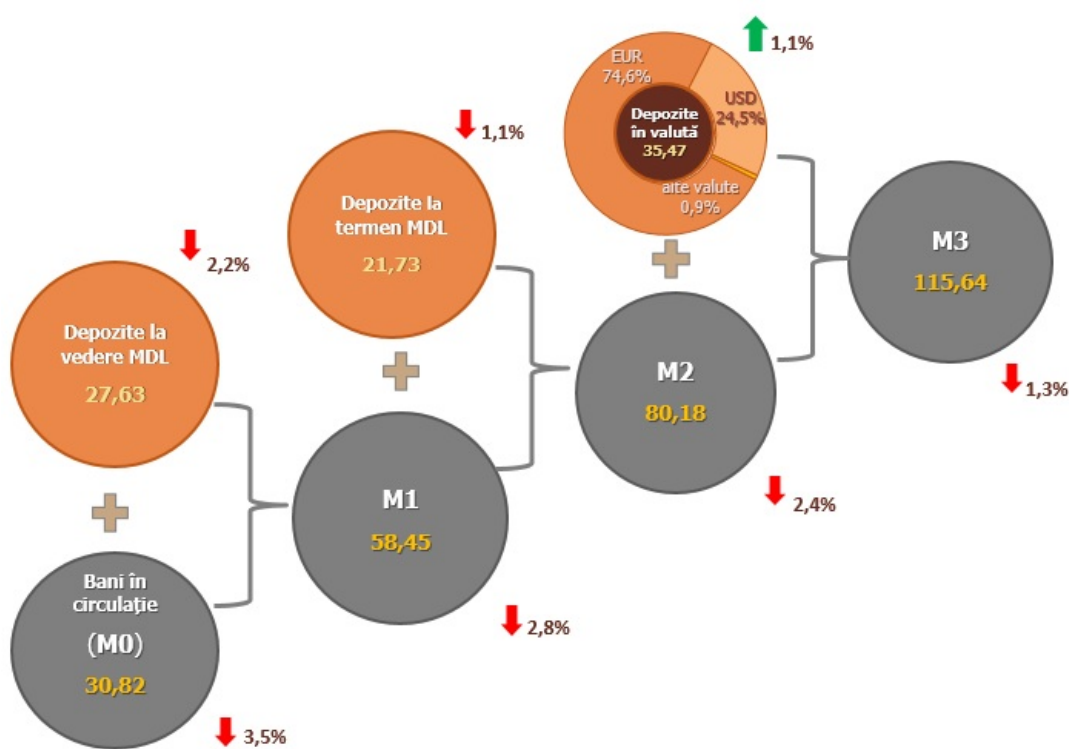 EUR
74,6%
USD
24,5%
Depozite
în valută
35,47
alte valute
0,9%
1,1%
1,1%
Depozite la
termen MDL
21,73
M3
115,64
1,3%
2,2%
Depozite la
vedere MDL
27,63
M2
80,18
2,4%
M1
58,45
2,8%
Bani în
circulație
(M0)
30,82
3,5%